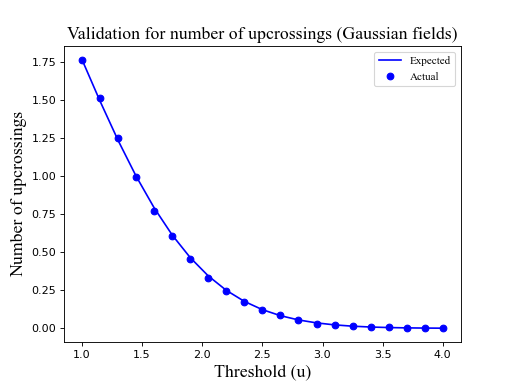 Validation for number of upcrossings (Gaussian fields)
Expected
Actual
Number of upcrossings
1.75
1.50
1.25
1.00
0.75
0.50
0.25
0.00
1.0 1.5 2.0 2.5 3.0 3.5 4.0
Threshold (u)